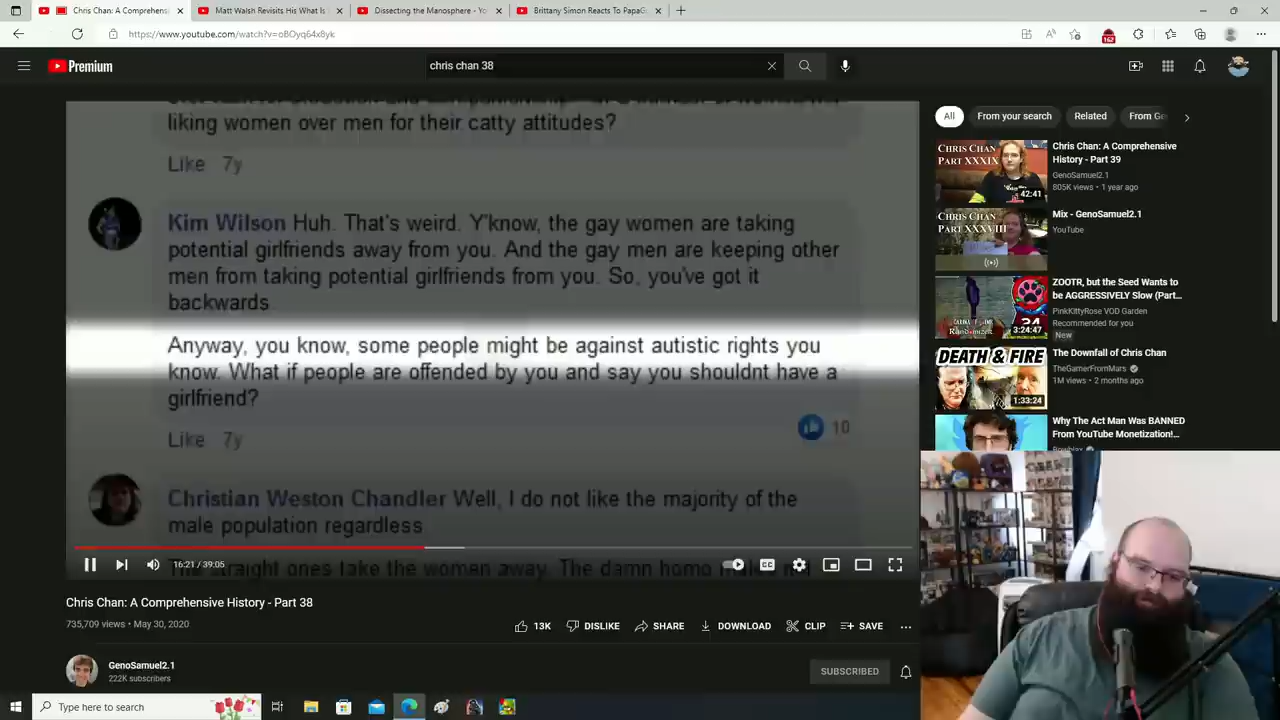 Chris Chan: A Comprehens
Matt Walsh Revisits His What Is
Dissecting the Manosphere - Yo
Brittany Simon Reacts To PapaG
https://www.youtube.com/watch?v=oBOyq64x8yk
162
Premium
chris chan 38
liking women over men for their catty attitudes?
Like 7y
Kim Wilson Huh. That's weird. Y'know, the gay women are taking
potential girlfriends away from you. And the gay men are keeping other
men from taking potential girlfriends from you. So, you've got it
backwards.
Anyway, you know, some people might be against autistic rights you
know. What if people are offended by you and say you shouldnt have a
girlfriend?
10
Like 7y
Christian Weston Chandler Well, I do not like the majority of the
male population regardless
The straight ones take the women away. The damn homo
16:21 / 39:05
CC
Chris Chan: A Comprehensive History - Part 38
735,709 views • May 30, 2020
13K
DISLIKE
SHARE
DOWNLOAD
CLIP
SAVE
GenoSamuel2.1
222K subscribers
SUBSCRIBED
All
From your search
Related
From Ge
CHRIS CHAN
PART XXXIX
42:41
Chris Chan: A Comprehensive
History - Part 39
GenoSamuel2.1
805K views • 1 year ago
CHRIS CHAN
PART XXXVIII
Mix - GenoSamuel2.1
YouTube
3:24:47
ZOOTR, but the Seed Wants to
be AGGRESSIVELY Slow (Part...
PinkKittyRose VOD Garden
Recommended for you
New
DEATH & FIRE
1:33:24
The Downfall of Chris Chan
TheGamerFromMars
1M views • 2 months ago
Why The Act Man Was BANNED
From YouTube Monetization!...
Type here to search